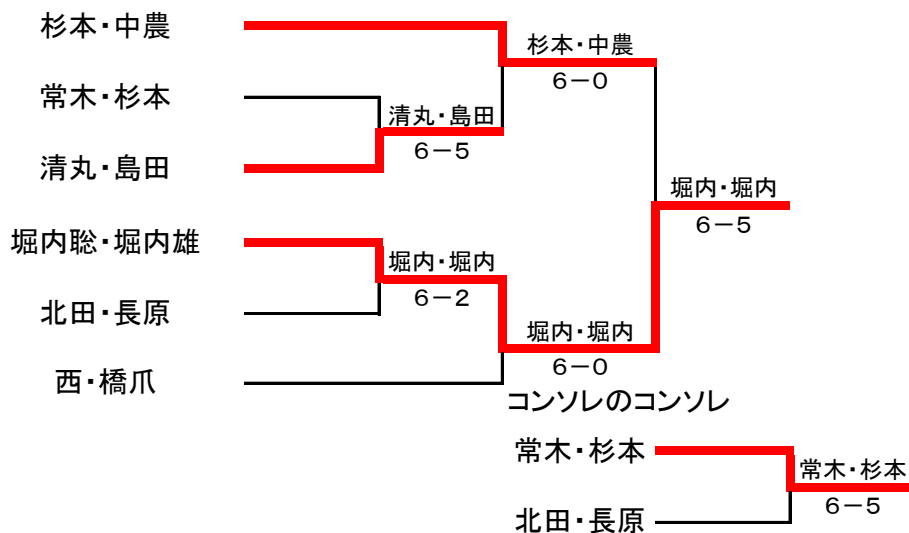 杉本・中農
杉本・中農
6－0
常木・杉本
清丸・島田
6－5
清丸・島田
堀内・堀内
6－5
堀内聡・堀内雄
堀内・堀内
6－2
北田・長原
堀内・堀内
6－0
西・橋爪
コンソレのコンソレ
常木・杉本
常木・杉本
6－5
北田・長原